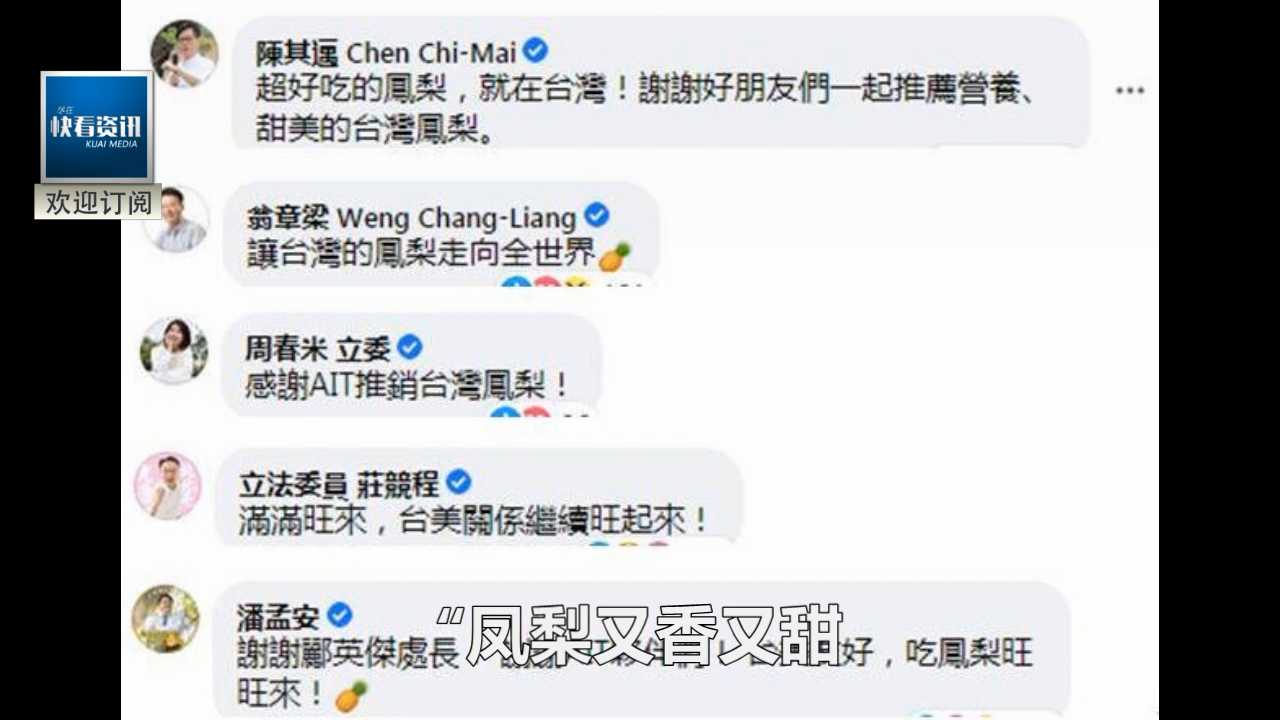 陳其邁 Chen Chi-Mai
超好吃的鳳梨，就在台灣！謝謝好朋友們一起推薦營養、
甜美的台灣鳳梨。
尽在
快看资讯
KUAI MEDIA
欢迎订阅
翁章梁 Weng Chang-Liang
讓台灣的鳳梨走向全世界🍍
周春米 立委
感謝AIT推銷台灣鳳梨！
立法委員 莊競程
滿滿旺來，台美關係繼續旺起來！
潘孟安
謝謝酈英傑處長
好，吃鳳梨旺
旺來！🍍
“凤梨又香又甜